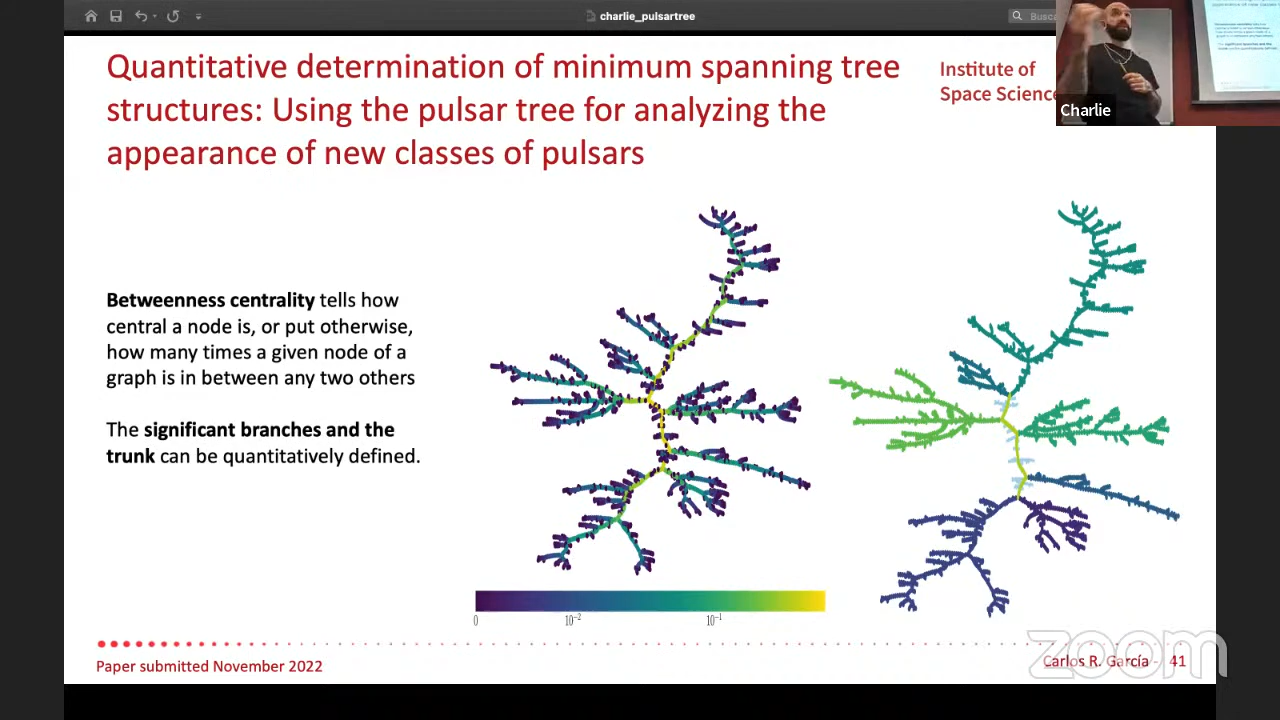 charlie_pulsartree
Busca
Quantitative determination of minimum spanning tree
structures: Using the pulsar tree for analyzing the
appearance of new classes of pulsars
Institute of
Space Science
Charlie
Betweenness centrality tells how
central a node is, or put otherwise,
how many times a given node of a
graph is in between any two others
The significant branches and the
trunk can be quantitatively defined.
0
10⁻²
10⁻¹
Paper submitted November 2022
Carlos R. García - 41
zoom